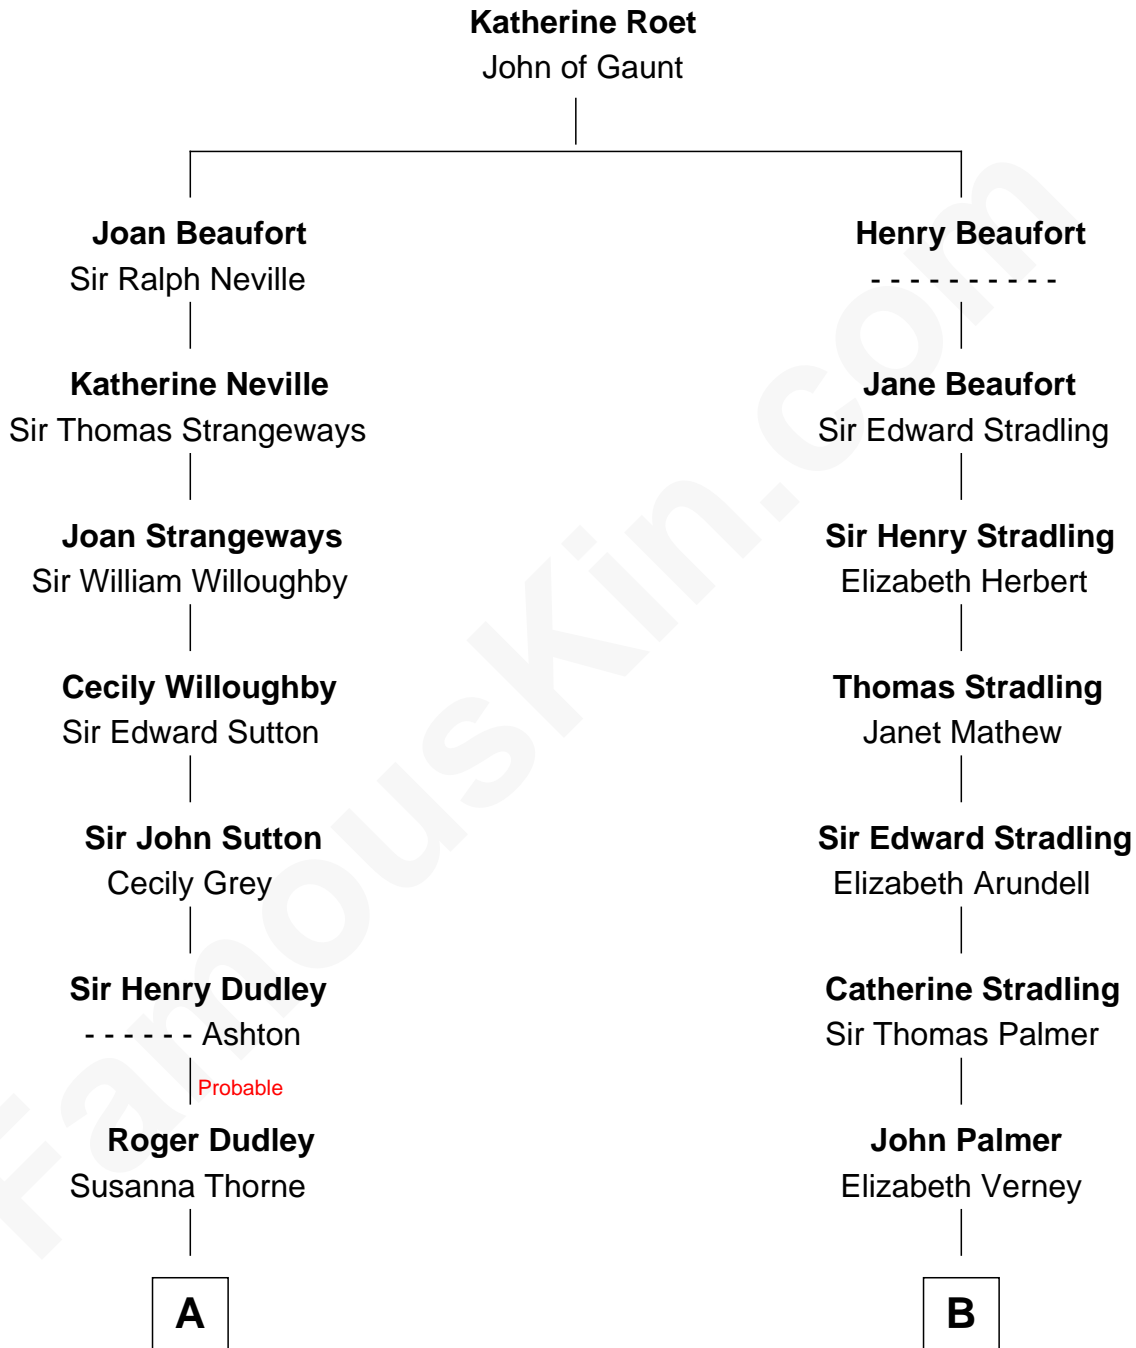 Katherine Roet
John of Gaunt
Joan Beaufort
Sir Ralph Neville
Henry Beaufort
- - - - - - - - - -
Katherine Neville
Sir Thomas Strangeways
Jane Beaufort
Sir Edward Stradling
Joan Strangeways
Sir William Willoughby
Sir Henry Stradling
Elizabeth Herbert
Cecily Willoughby
Sir Edward Sutton
Thomas Stradling
Janet Mathew
Sir John Sutton
Cecily Grey
Sir Edward Stradling
Elizabeth Arundell
Sir Henry Dudley
- - - - - - Ashton
Probable
Catherine Stradling
Sir Thomas Palmer
Roger Dudley
Susanna Thorne
John Palmer
Elizabeth Verney
A
B
FamousKin.com